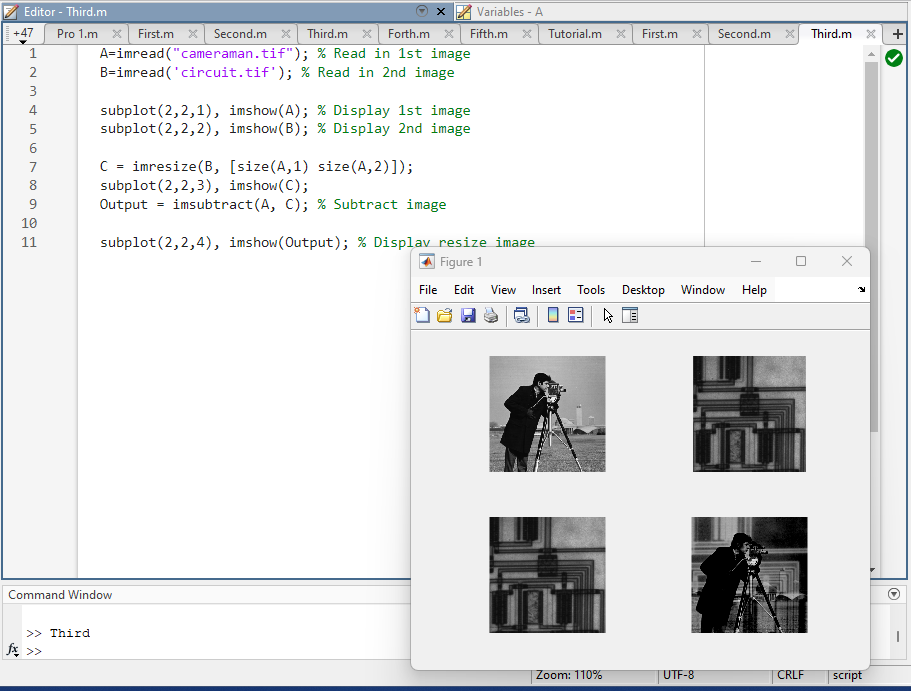 Editor - Third.m
Variables - A
+47 Pro 1.m First.m Second.m Third.m Forth.m Fifth.m Tutorial.m First.m Second.m Third.m
1 A=imread("cameraman.tif"); % Read in 1st image
2 B=imread('circuit.tif'); % Read in 2nd image
3
4 subplot(2,2,1), imshow(A); % Display 1st image
5 subplot(2,2,2), imshow(B); % Display 2nd image
6
7 C = imresize(B, [size(A,1) size(A,2)]);
8 subplot(2,2,3), imshow(C);
9 Output = imsubtract(A, C); % Subtract image
10
11 subplot(2,2,4), imshow(Output); % Display resize image
Figure 1
File Edit View Insert Tools Desktop Window Help
Command Window
>> Third
fx >>
Zoom: 110% UTF-8 CRLF script